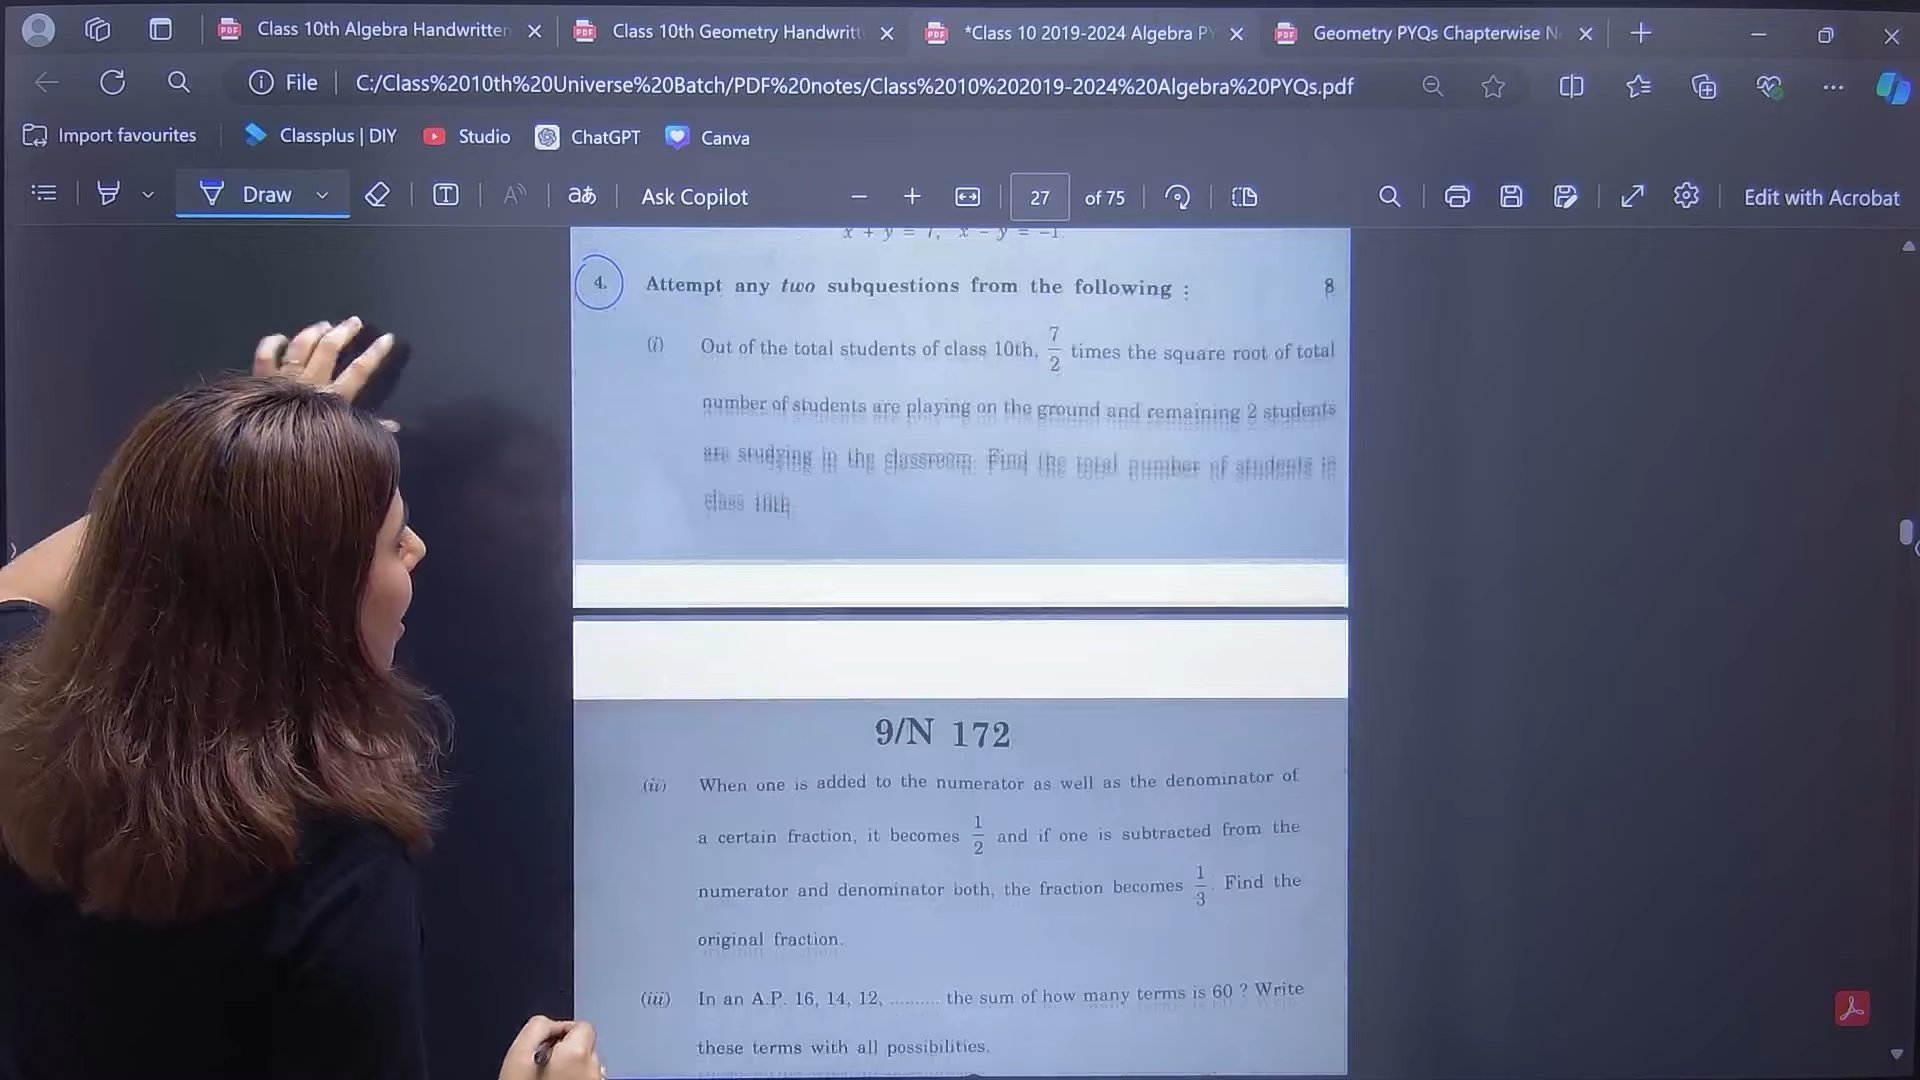 Class 10th Algebra Handwritten
Class 10th Geometry Handwritt
*Class 10 2019-2024 Algebra PY
Geometry PYQs Chapterwise N
File
C:/Class%2010th%20Universe%20Batch/PDF%20notes/Class%2010%202019-2024%20Algebra%20PYQs.pdf
Import favourites
Classplus | DIY
Studio
ChatGPT
Canva
Draw
Ask Copilot
27 of 75
Edit with Acrobat
x + y = 7, x - y = -1.
4. Attempt any two subquestions from the following : 8
(i) Out of the total students of class 10th, 7/2 times the square root of total
number of students are playing on the ground and remaining 2 students
are studying in the classroom. Find the total number of students in
class 10th.
9/N 172
(ii) When one is added to the numerator as well as the denominator of
a certain fraction, it becomes 1/2 and if one is subtracted from the
numerator and denominator both, the fraction becomes 1/3. Find the
original fraction.
(iii) In an A.P. 16, 14, 12, .......... the sum of how many terms is 60 ? Write
these terms with all possibilities.